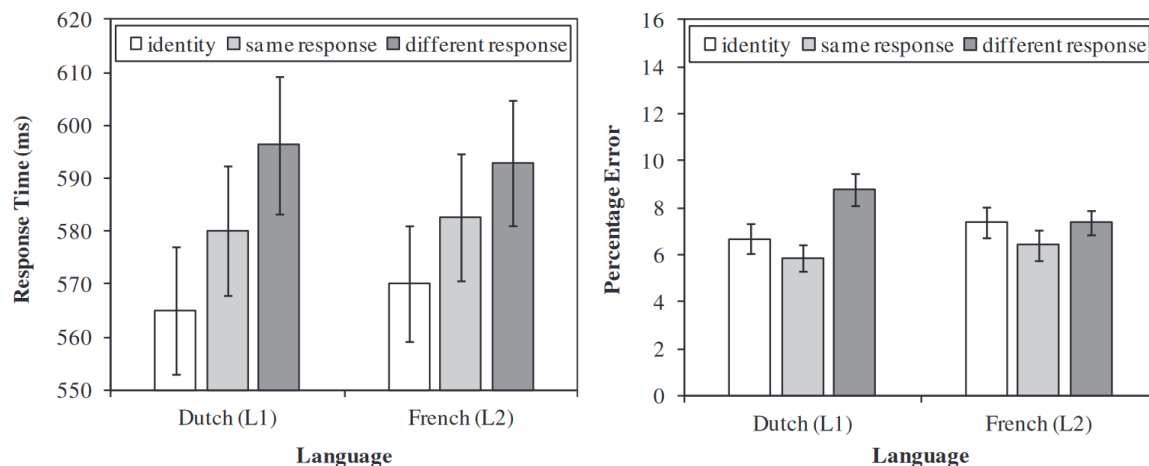 620
610
600
590
580
570
560
550
Response Time (ms)
identity same response different response
Dutch (L1) French (L2)
Language
16
14
12
10
8
6
4
2
0
Percentage Error
identity same response different response
Dutch (L1) French (L2)
Language